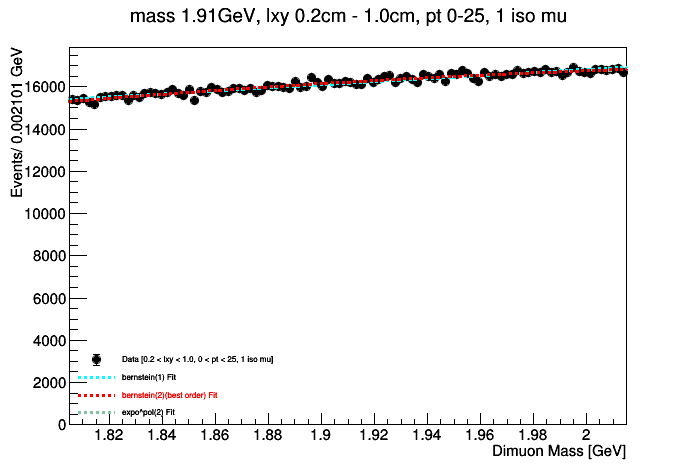 mass 1.91GeV, lxy 0.2cm - 1.0cm, pt 0-25, 1 iso mu
Events/ 0.002101 GeV
16000
14000
12000
10000
8000
6000
4000
2000
0
Data [0.2 < lxy < 1.0, 0 < pt < 25, 1 iso mu]
bernstein(1) Fit
bernstein(2)(best order) Fit
expo^pol(2) Fit
1.82 1.84 1.86 1.88 1.9 1.92 1.94 1.96 1.98 2
Dimuon Mass [GeV]